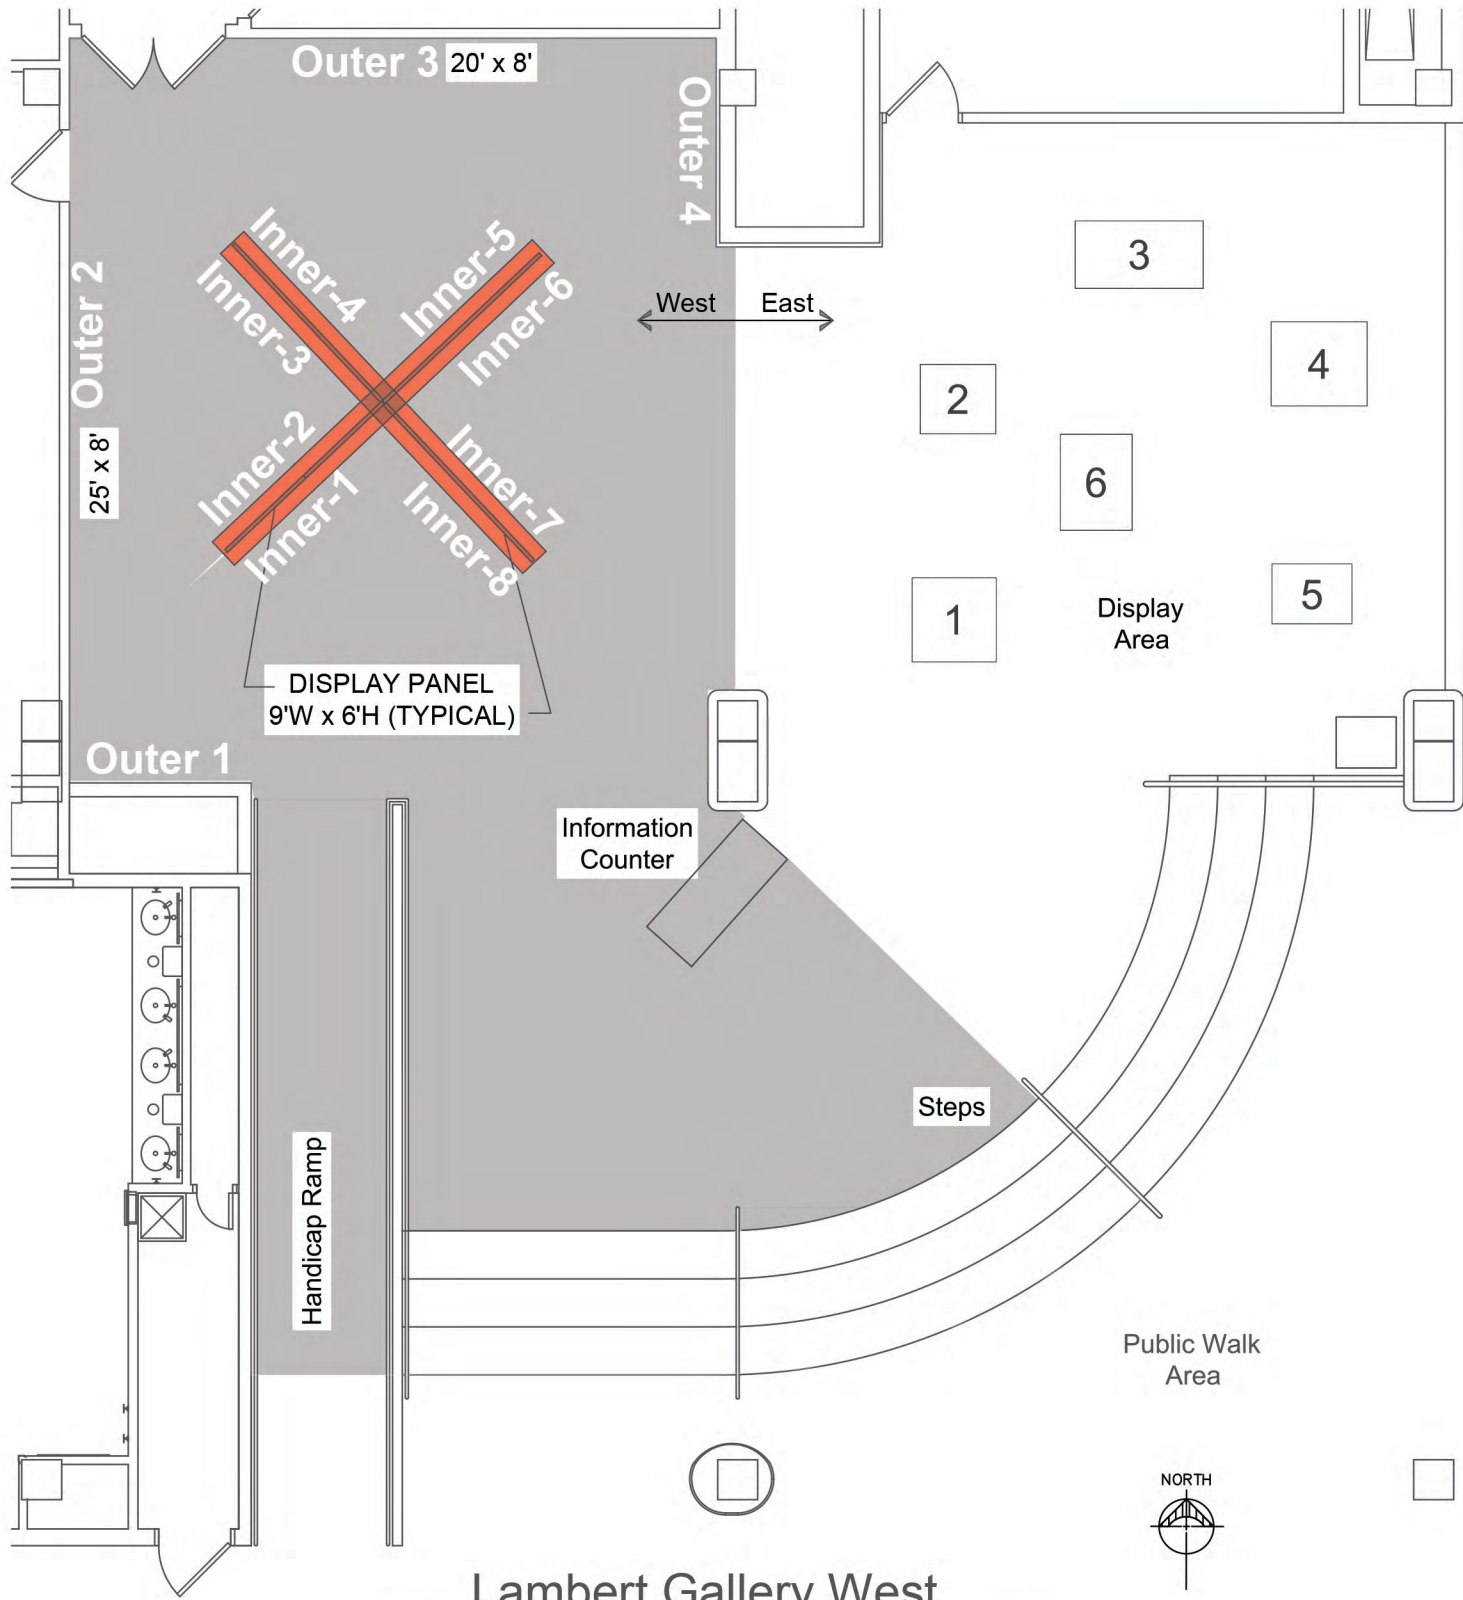 Outer 3
20' x 8'
Outer 4
Outer 2
25' x 8'
Inner-4
Inner-5
Inner-3
Inner-6
Inner-2
Inner-1
Inner-7
Inner-8
West East
3
4
2
6
1
5
Display
Area
DISPLAY PANEL
9'W x 6'H (TYPICAL)
Outer 1
Information
Counter
Steps
Handicap Ramp
Public Walk
Area
NORTH
Lambert Gallery West